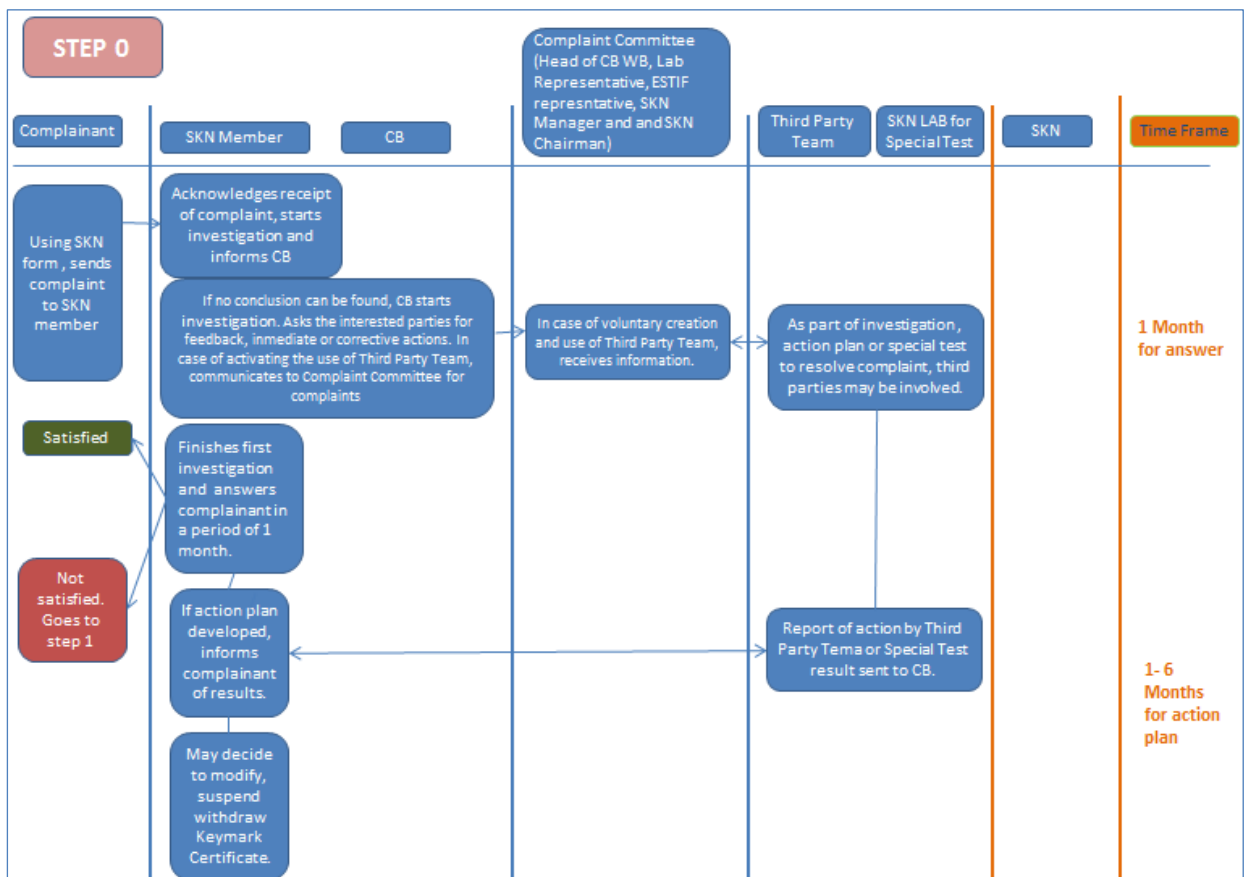 STEP 0
Complaint Committee
(Head of CB WB, Lab
Representative, ESTIF
represntative, SKN
Manager and and SKN
Chairman)
Complainant
SKN Member
CB
Third Party
Team
SKN LAB for
Special Test
SKN
Time Frame
Using SKN
form , sends
complaint
to SKN
member
Acknowledges receipt
of complaint, starts
investigation and
informs CB
If no conclusion can be found, CB starts
investigation. Asks the interested parties for
feedback, inmediate or corrective actions. In
case of activating the use of Third Party Team,
communicates to Complaint Committee for
complaints
In case of voluntary creation
and use of Third Party Team,
receives information.
As part of investigation ,
action plan or special test
to resolve complaint, third
parties may be involved.
1 Month
for answer
Satisfied
Finishes first
investigation
and answers
complainant in
a period of 1
month.
Not
satisfied.
Goes to
step 1
If action plan
developed,
informs
complainant
of results.
Report of action by Third
Party Tema or Special Test
result sent to CB.
1- 6
Months
for action
plan
May decide
to modify,
suspend
withdraw
Keymark
Certificate.